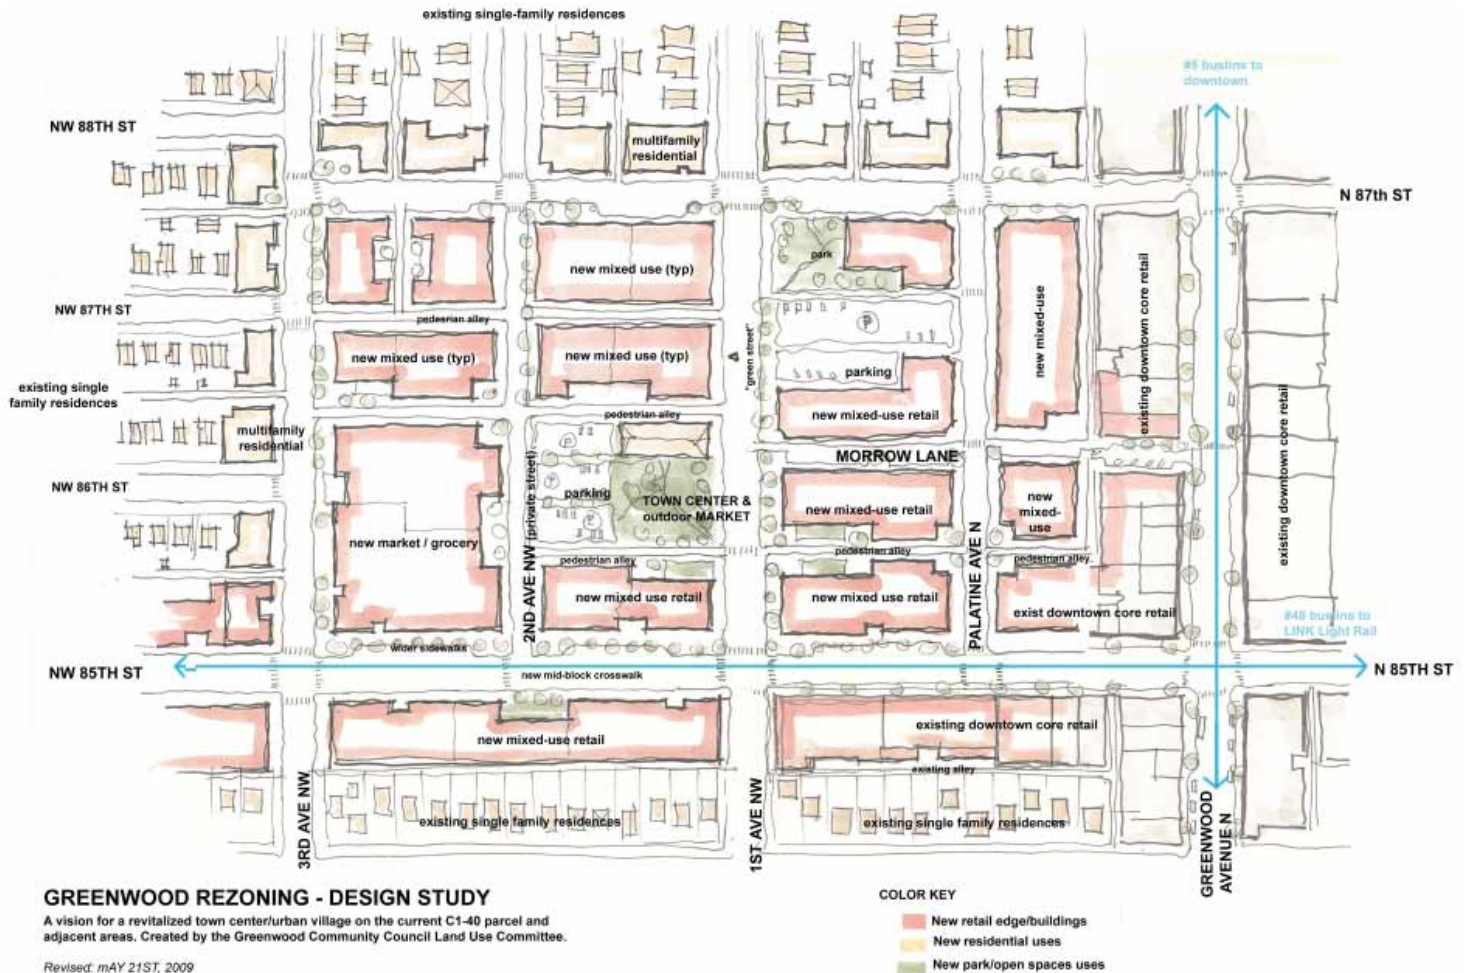 existing single-family residences
#5 busline to
downtown
NW 88TH ST
multifamily
residential
N 87th ST
new mixed use (typ)
park
NW 87TH ST
pedesrian alley
new mixed use (typ)
new mixed use (typ)
"green street"
new mixed-use
existing downtown core retail
parking
existing single
family residences
new mixed-use retail
pedestrian alley
multifamily
residential
MORROW LANE
existing downtown core retail
NW 86TH ST
parking
TOWN CENTER &
outdoor MARKET
new mixed-use retail
new
mixed-
use
new market / grocery
2ND AVE NW (private street)
pedestrian alley
pedestrian alley
pedestrian alley
PALATINE AVE N
new mixed use retail
new mixed use retail
exist downtown core retail
#48 busline to
LINK Light Rail
wider sidewalks
NW 85TH ST
new mid-block crosswalk
N 85TH ST
new mixed-use retail
existing downtown core retail
existing alley
3RD AVE NW
existing single family residences
1ST AVE NW
existing single family residences
GREENWOOD
AVENUE N
GREENWOOD REZONING - DESIGN STUDY
A vision for a revitalized town center/urban village on the current C1-40 parcel and
adjacent areas. Created by the Greenwood Community Council Land Use Committee.
Revised: mAY 21ST, 2009
COLOR KEY
New retail edge/buildings
New residential uses
New park/open spaces uses